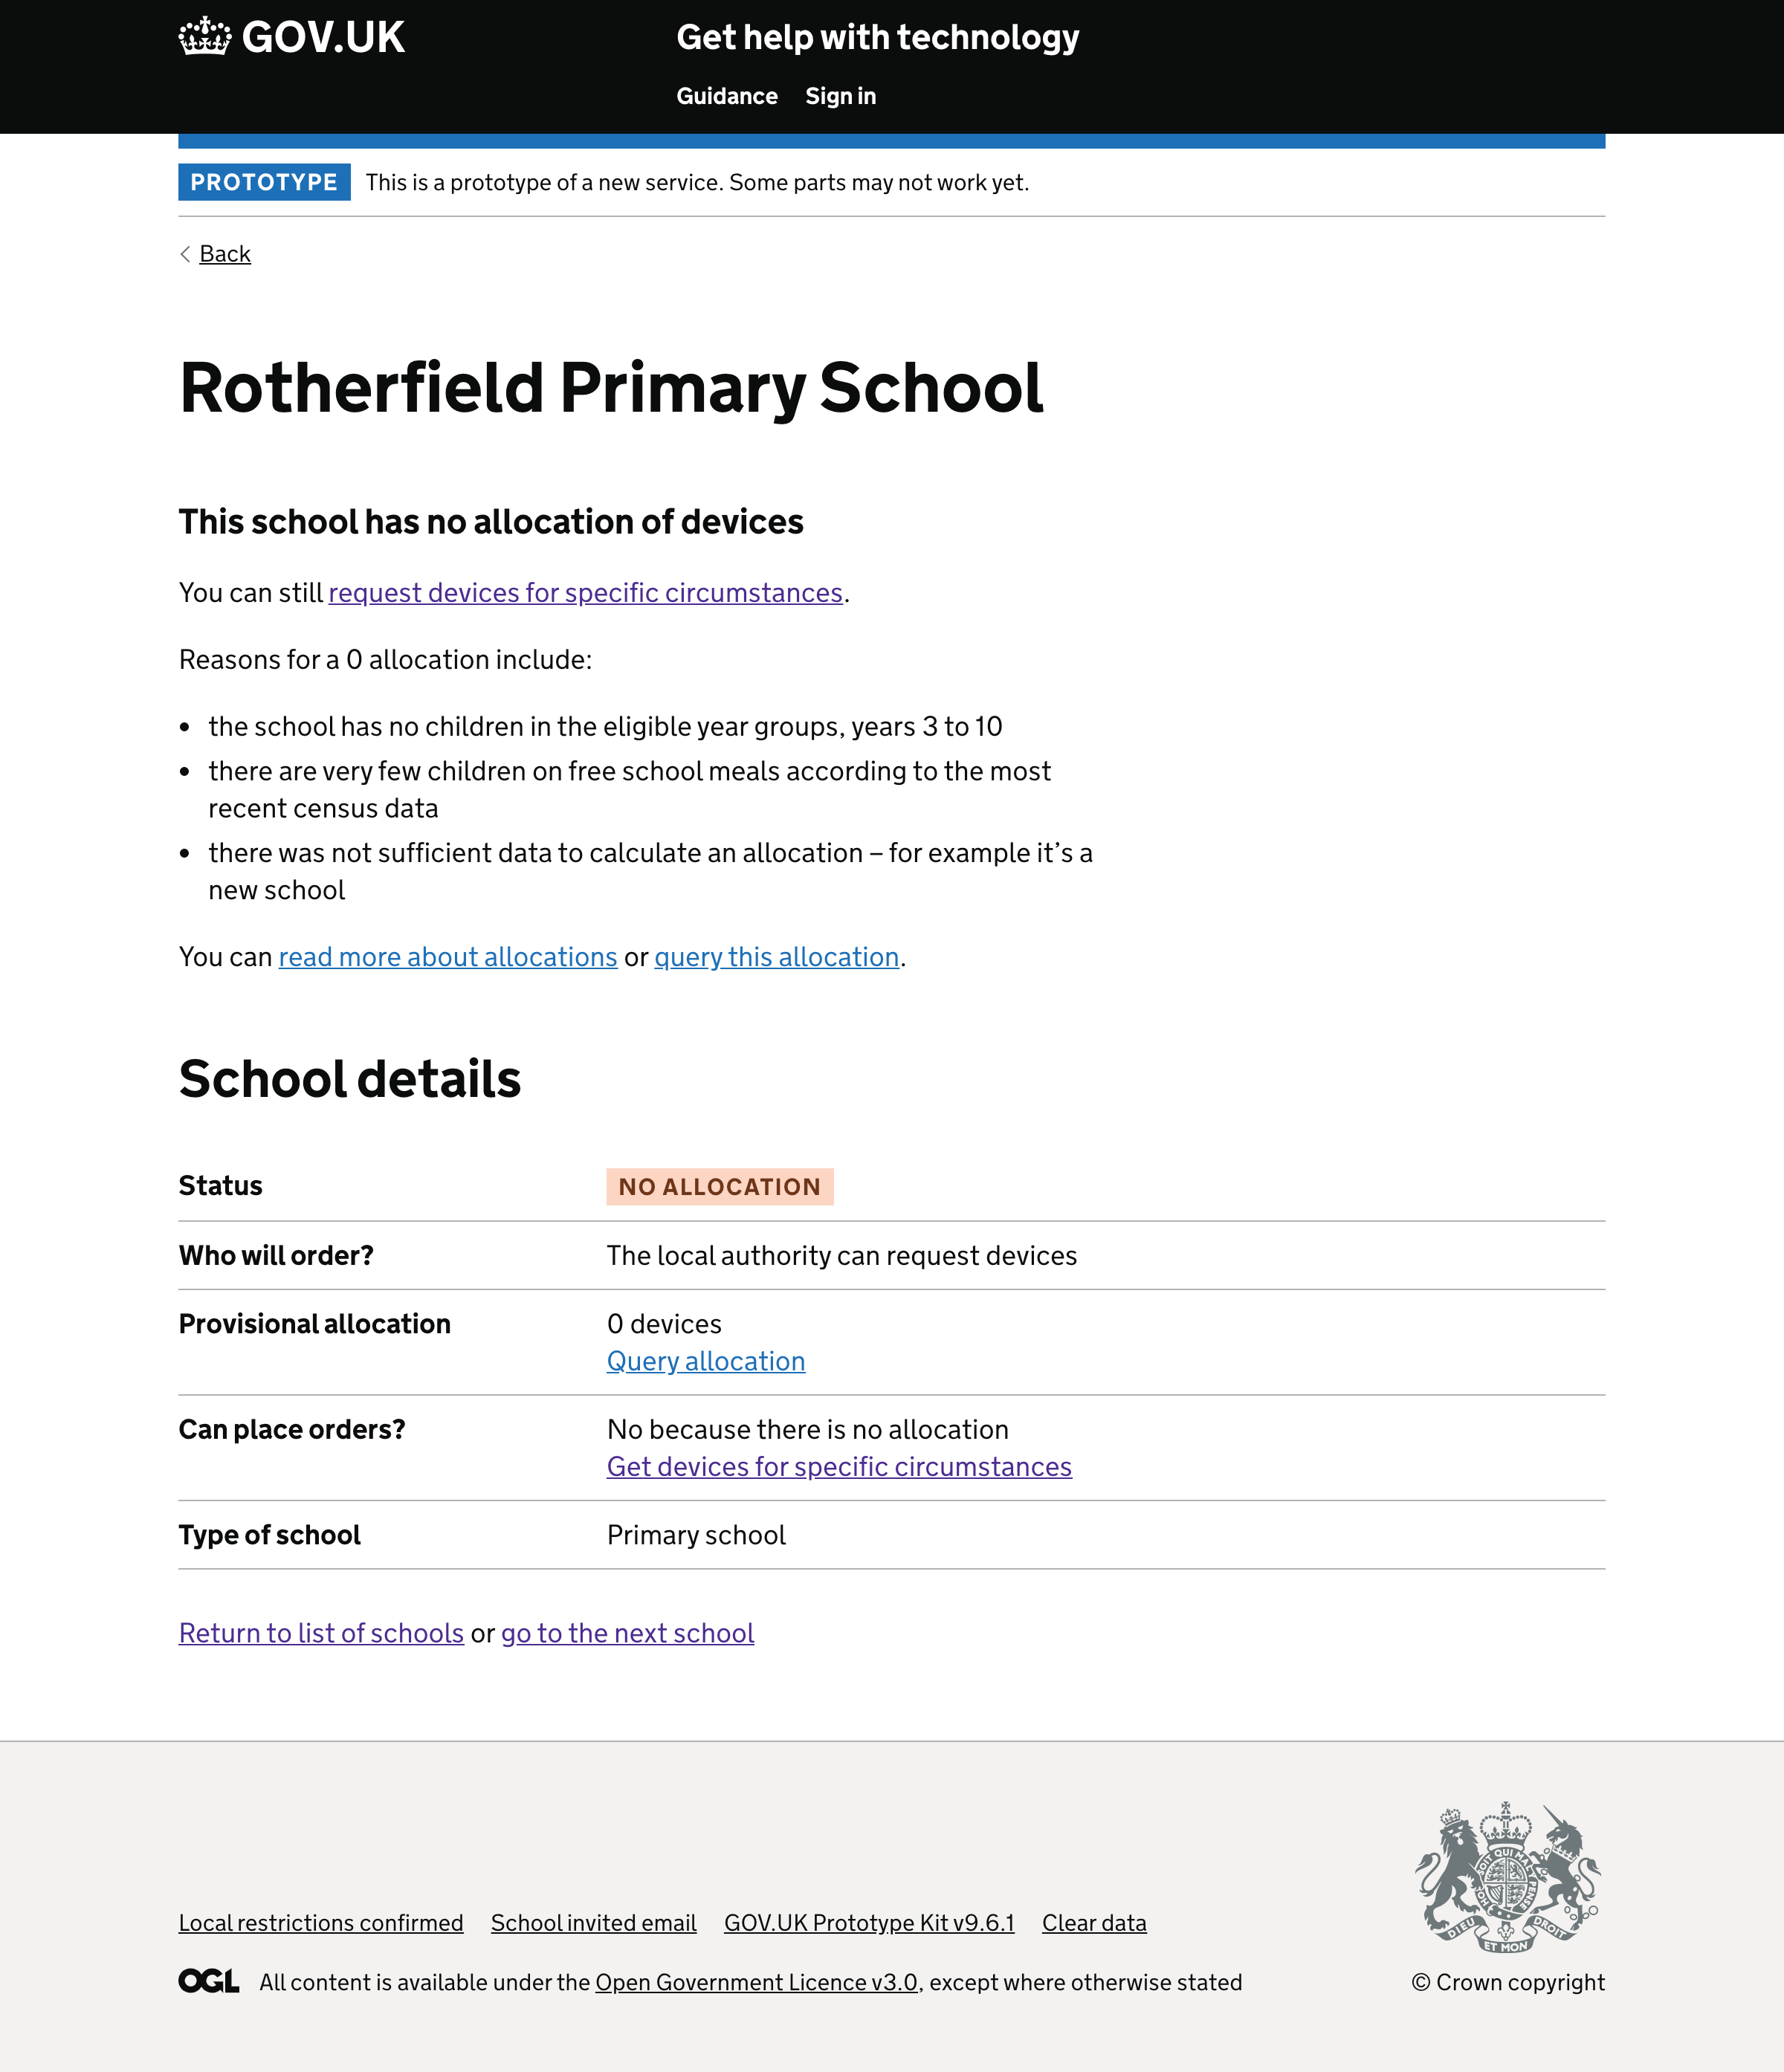 GOV.UK
Get help with technology
Guidance Sign in
PROTOTYPE This is a prototype of a new service. Some parts may not work yet.
Back
Rotherfield Primary School
This school has no allocation of devices
You can still request devices for specific circumstances.
Reasons for a 0 allocation include:
• the school has no children in the eligible year groups, years 3 to 10
• there are very few children on free school meals according to the most
recent census data
• there was not sufficient data to calculate an allocation – for example it’s a
new school
You can read more about allocations or query this allocation.
School details
Status NO ALLOCATION
Who will order? The local authority can request devices
Provisional allocation 0 devices
Query allocation
Can place orders? No because there is no allocation
Get devices for specific circumstances
Type of school Primary school
Return to list of schools or go to the next school
Local restrictions confirmed School invited email GOV.UK Prototype Kit v9.6.1 Clear data
DIEU ET MON DROIT
OGL All content is available under the Open Government Licence v3.0, except where otherwise stated
© Crown copyright